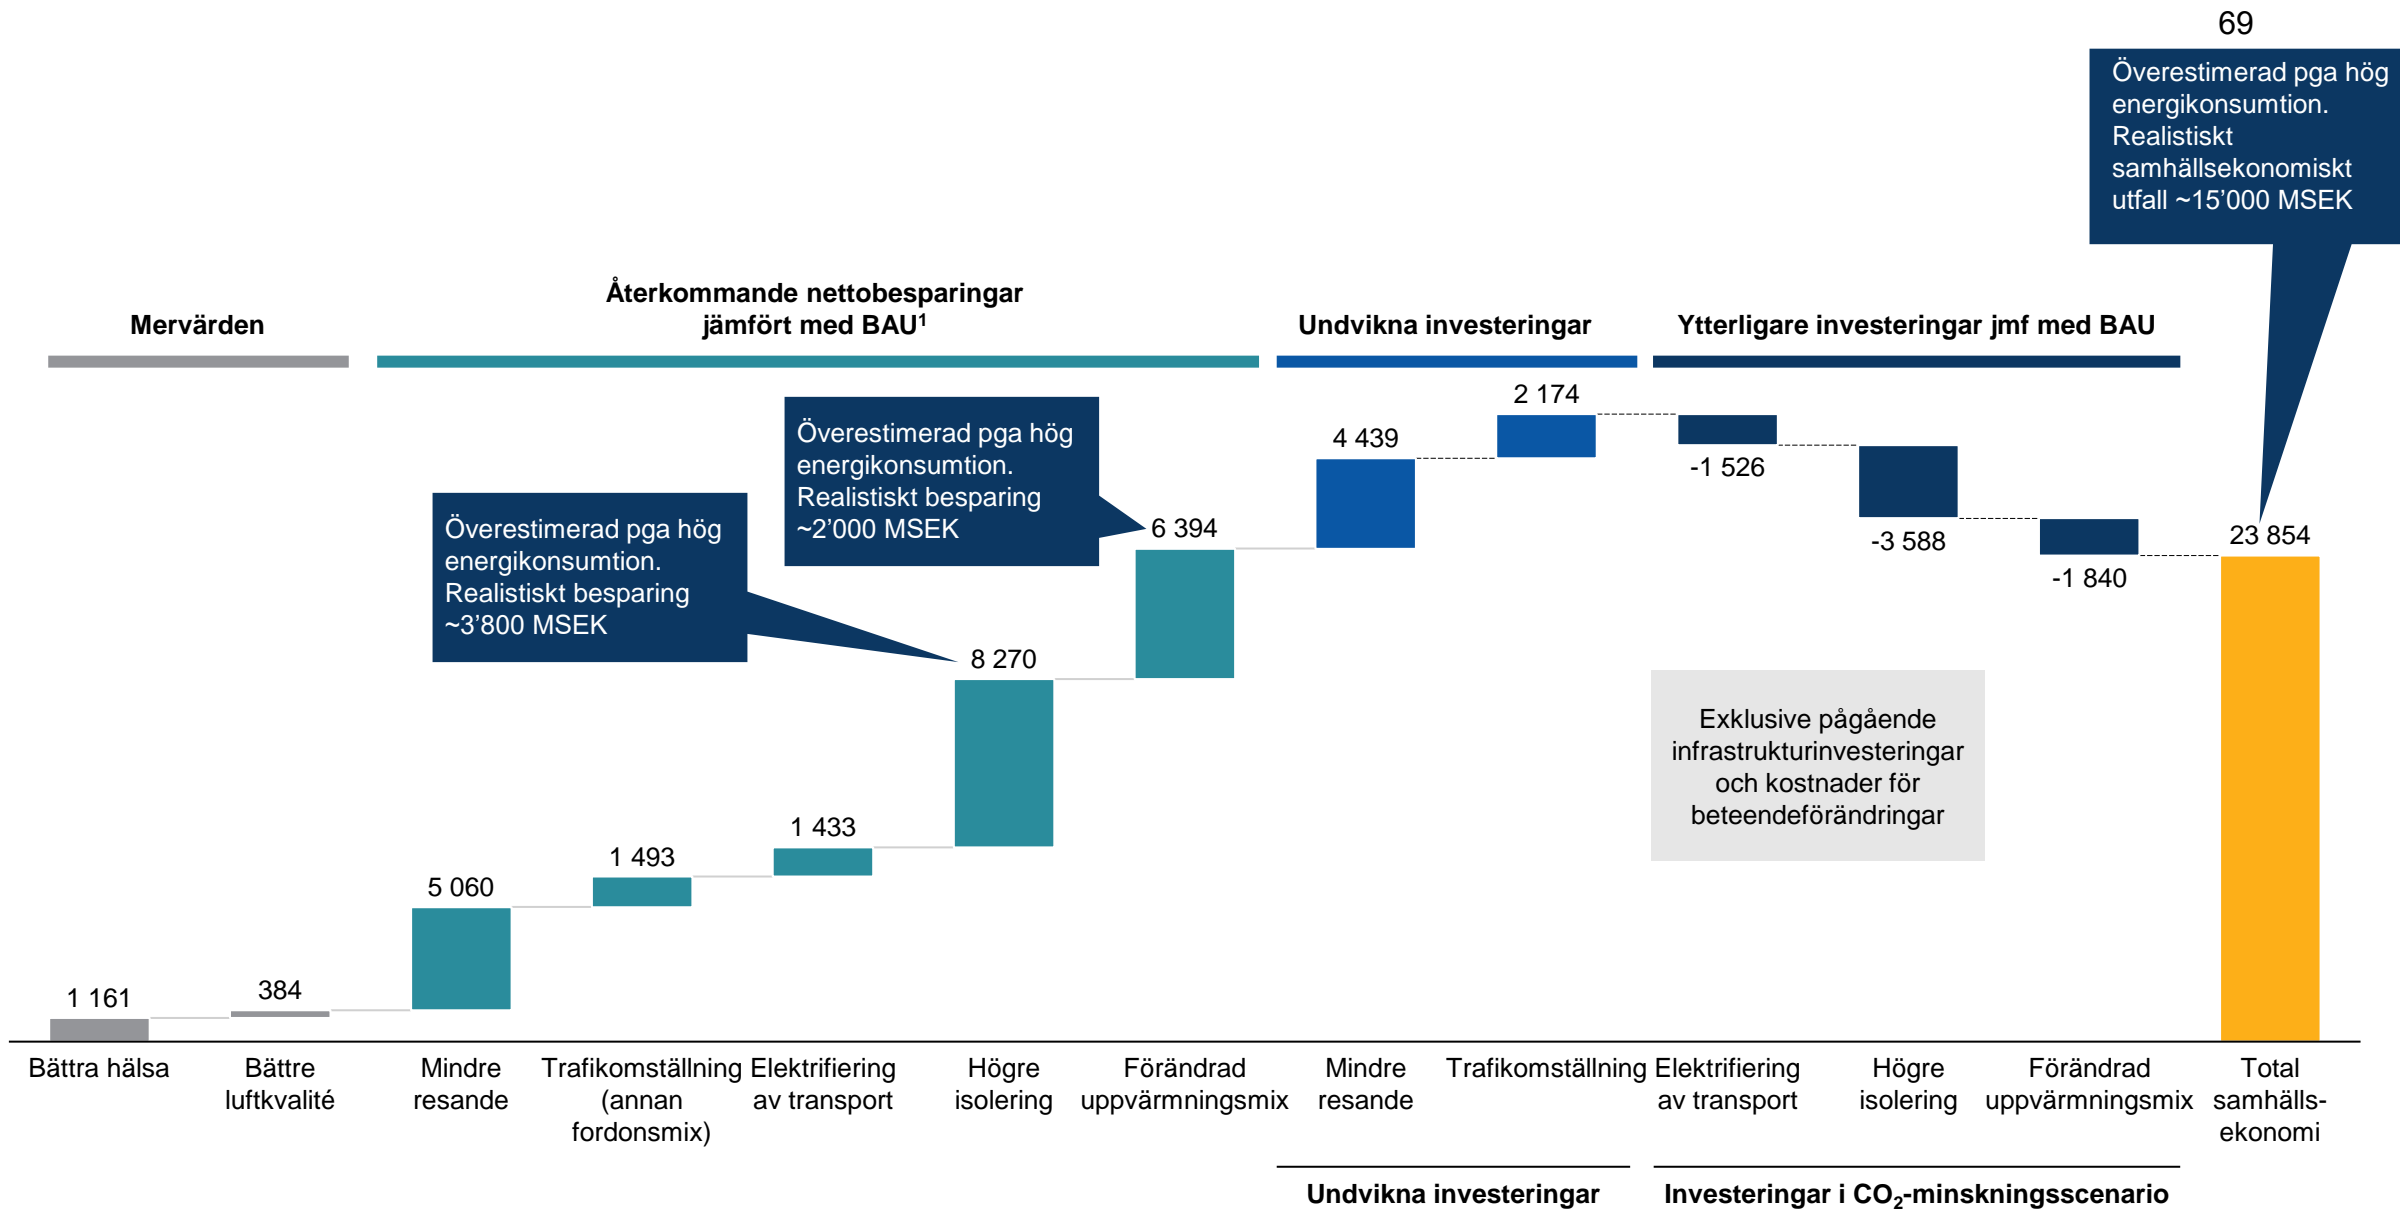 69
Överestimerad pga hög
energikonsumtion.
Realistiskt
samhällsekonomiskt
utfall ~15’000 MSEK
Mervärden
Återkommande nettobesparingar
jämfört med BAU¹
Undvikna investeringar
Ytterligare investeringar jmf med BAU
Överestimerad pga hög
energikonsumtion.
Realistiskt besparing
~3’800 MSEK
Överestimerad pga hög
energikonsumtion.
Realistiskt besparing
~2’000 MSEK
1 161
384
5 060
1 493
1 433
8 270
6 394
4 439
2 174
-1 526
-3 588
-1 840
23 854
Exklusive pågående
infrastrukturinvesteringar
och kostnader för
beteendeförändringar
Bättra hälsa
Bättre
luftkvalité
Mindre
resande
Trafikomställning
(annan
fordonsmix)
Elektrifiering
av transport
Högre
isolering
Förändrad
uppvärmningsmix
Mindre
resande
Trafikomställning
Elektrifiering
av transport
Högre
isolering
Förändrad
uppvärmningsmix
Total
samhälls-
ekonomi
Undvikna investeringar
Investeringar i CO₂-minskningsscenario